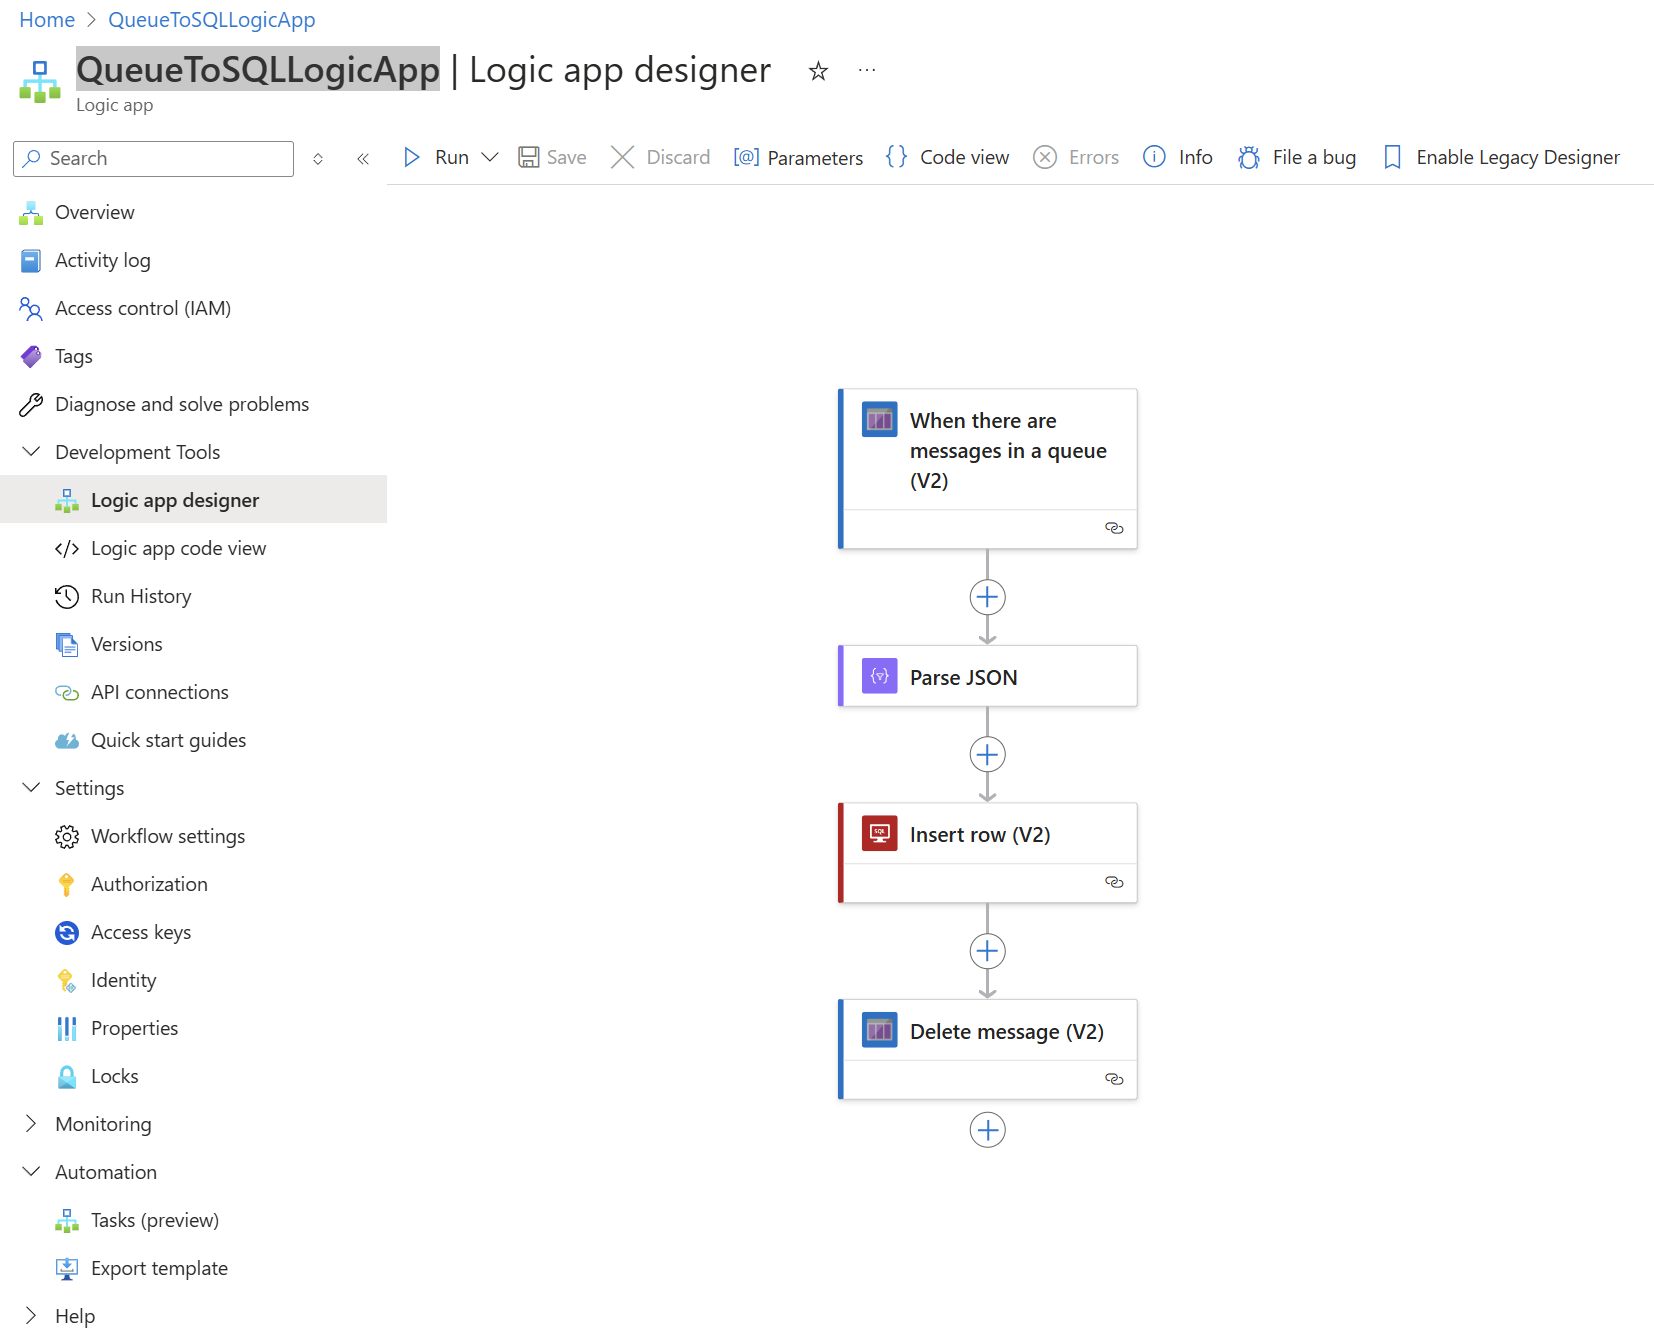 Home > QueueToSQLLogicApp
QueueToSQLLogicApp | Logic app designer
Logic app
Search
Run Save Discard [@] Parameters { } Code view Errors Info File a bug Enable Legacy Designer
Overview
Activity log
Access control (IAM)
Tags
Diagnose and solve problems
Development Tools
Logic app designer
Logic app code view
Run History
Versions
API connections
Quick start guides
Settings
Workflow settings
Authorization
Access keys
Identity
Properties
Locks
Monitoring
Automation
Tasks (preview)
Export template
Help
When there are
messages in a queue
(V2)
Parse JSON
SQL
Insert row (V2)
Delete message (V2)